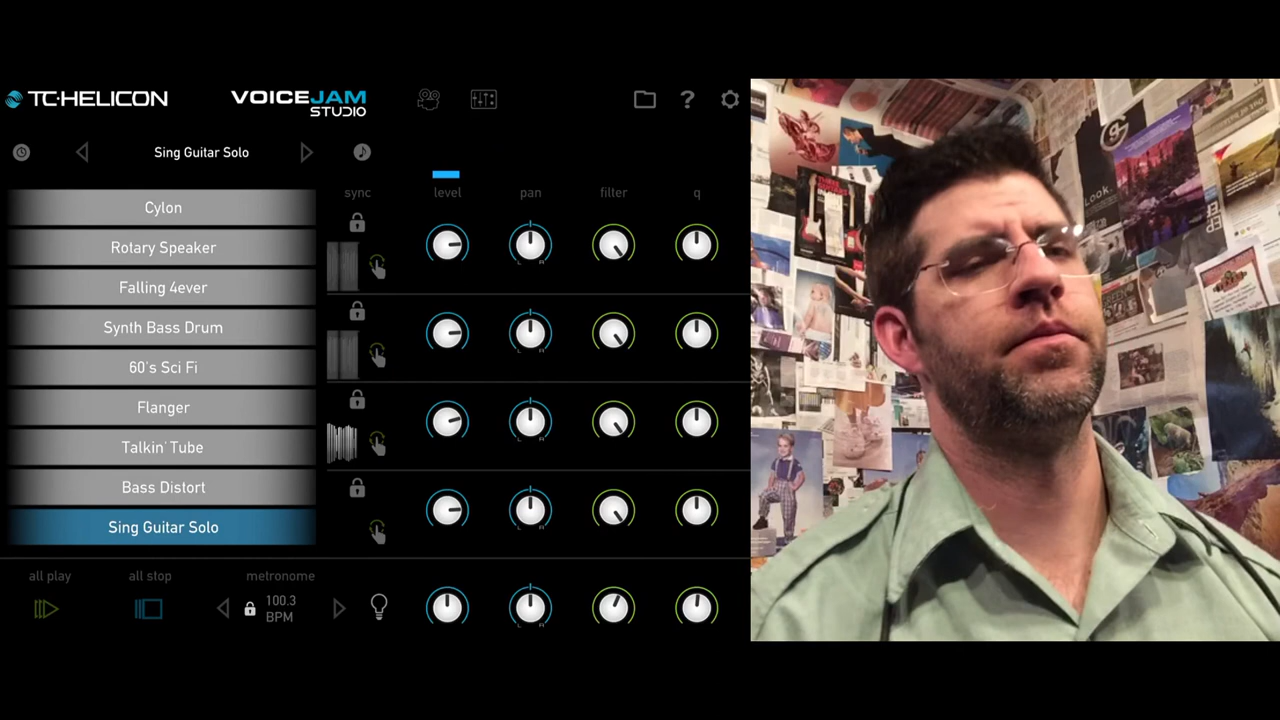 TC•HELICON
VOICEJAM
STUDIO
?
Sing Guitar Solo
sync
level
pan
filter
q
Cylon
Rotary Speaker
Falling 4ever
Synth Bass Drum
60's Sci Fi
Flanger
Talkin' Tube
Bass Distort
Sing Guitar Solo
L R
L R
L R
L R
all play
all stop
metronome
100.3
BPM
L R
Look.